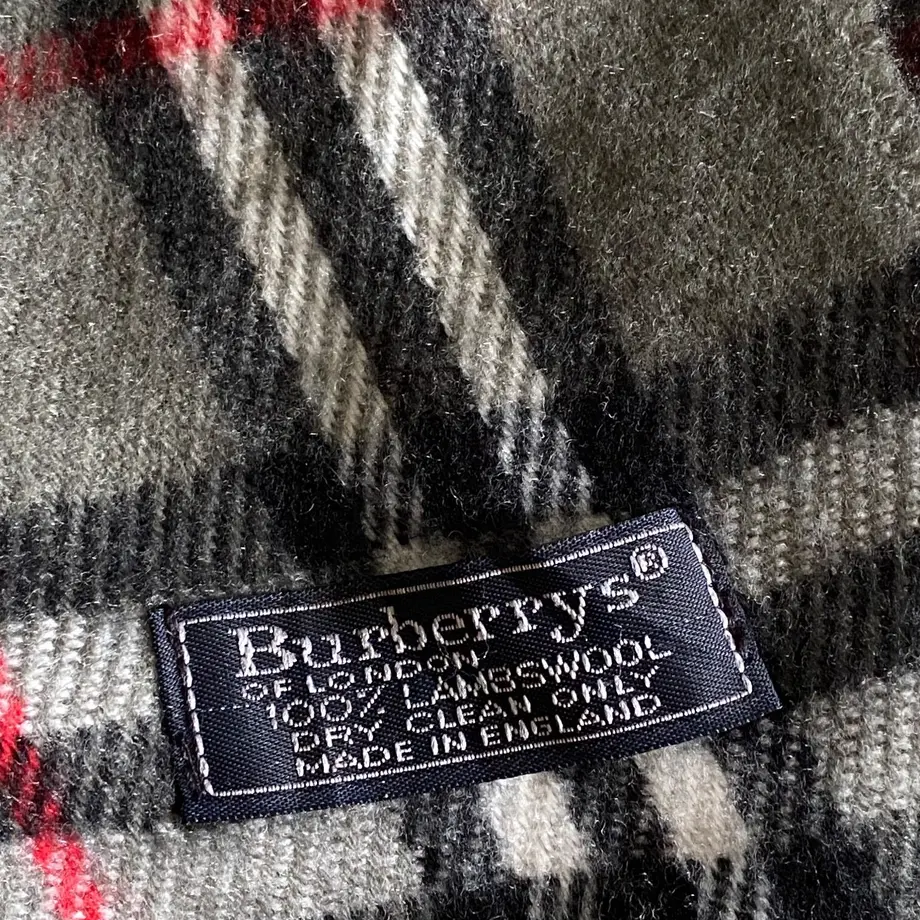 Burberrys®
OF LONDON
100% LAMBSWOOL
DRY CLEAN ONLY
MADE IN ENGLAND